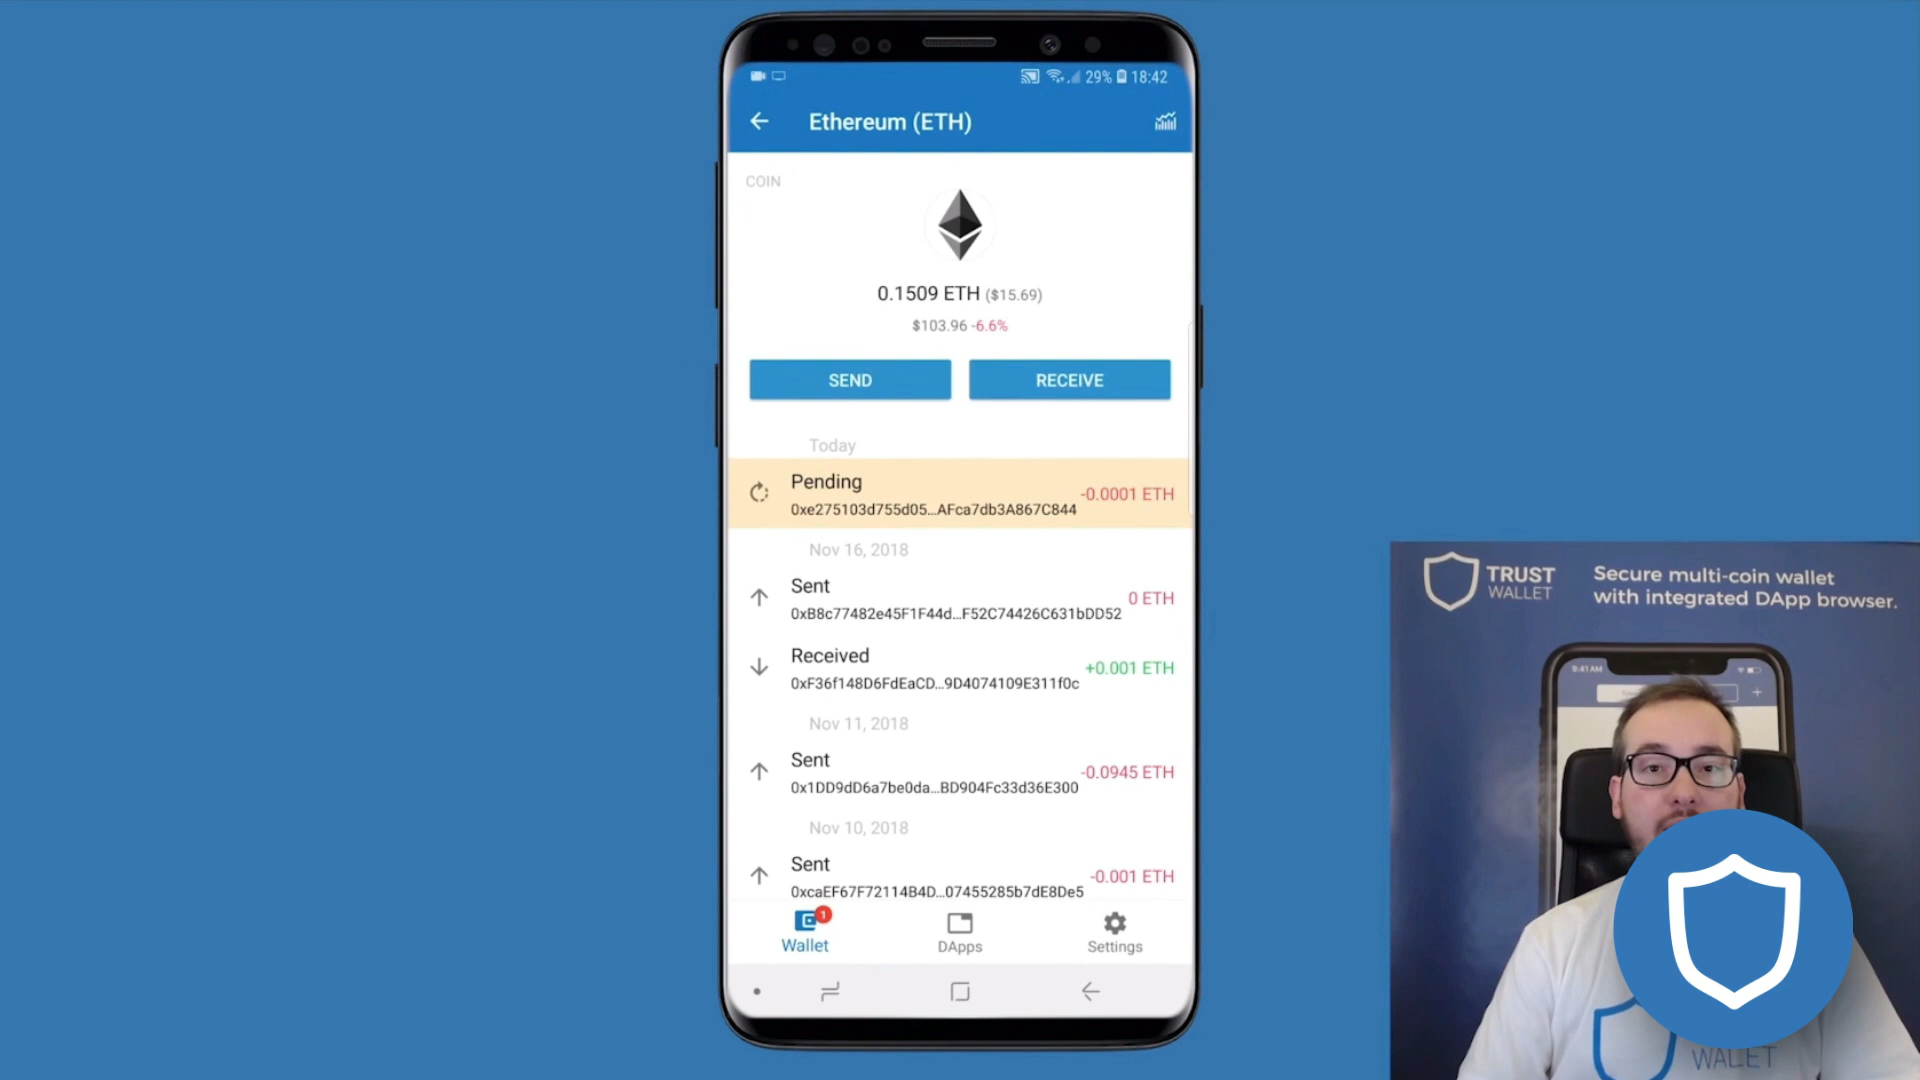 29% 18:42
Ethereum (ETH)
COIN
0.1509 ETH ($15.69)
$103.96 -6.6%
SEND RECEIVE
Today
Pending
-0.0001 ETH
0xe275103d755d05...AFca7db3A867C844
Nov 16, 2018
Sent
0 ETH
0xB8c77482e45F1F44d...F52C74426C631bDD52
Received
+0.001 ETH
0xF36f148D6FdEaCD...9D4074109E311f0c
Nov 11, 2018
Sent
-0.0945 ETH
0x1DD9dD6a7be0da...BD904Fc33d36E300
Nov 10, 2018
Sent
-0.001 ETH
0xcaEF67F72114B4D...07455285b7dE8De5
1
Wallet DApps Settings
TRUST
WALLET
Secure multi-coin wallet
with integrated DApp browser.
9:41 AM
WALLET